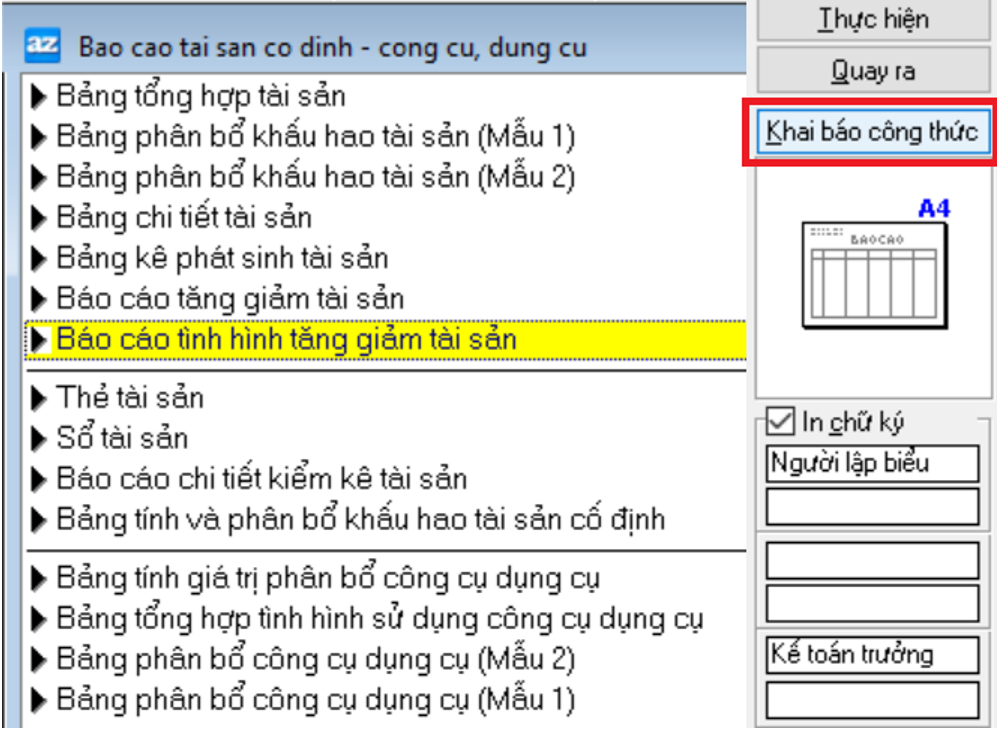 az Bao cao tai san co dinh - cong cu, dung cu
Bảng tổng hợp tài sản
Bảng phân bổ khấu hao tài sản (Mẫu 1)
Bảng phân bổ khấu hao tài sản (Mẫu 2)
Bảng chi tiết tài sản
Bảng kê phát sinh tài sản
Báo cáo tăng giảm tài sản
Báo cáo tình hình tăng giảm tài sản
Thẻ tài sản
Sổ tài sản
Báo cáo chi tiết kiểm kê tài sản
Bảng tính và phân bổ khấu hao tài sản cố định
Bảng tính giá trị phân bổ công cụ dụng cụ
Bảng tổng hợp tình hình sử dụng công cụ dụng cụ
Bảng phân bổ công cụ dụng cụ (Mẫu 2)
Bảng phân bổ công cụ dụng cụ (Mẫu 1)
Thực hiện
Quay ra
Khai báo công thức
A4
BAOCAO
In chữ ký
Người lập biểu
Kế toán trưởng